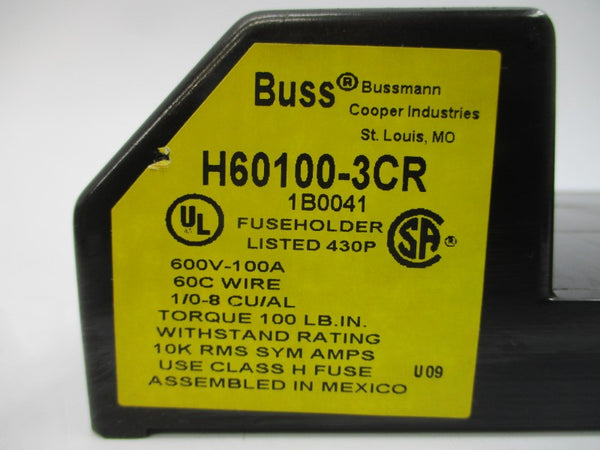 Buss® Bussmann
Cooper Industries
St. Louis, MO
H60100-3CR
1B0041
UL
FUSEHOLDER
LISTED 430P
SA ®
600V-100A
60C WIRE
1/0-8 CU/AL
TORQUE 100 LB.IN.
WITHSTAND RATING
10K RMS SYM AMPS
USE CLASS H FUSE
U09
ASSEMBLED IN MEXICO